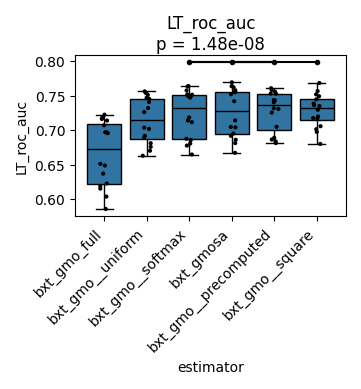 LT_roc_auc
p = 1.48e-08
LT_roc_auc
0.80
0.75
0.70
0.65
0.60
bxt_gmo_full
bxt_gmo__uniform
bxt_gmo__softmax
bxt_gmosa
bxt_gmo__precomputed
bxt_gmo__square
estimator